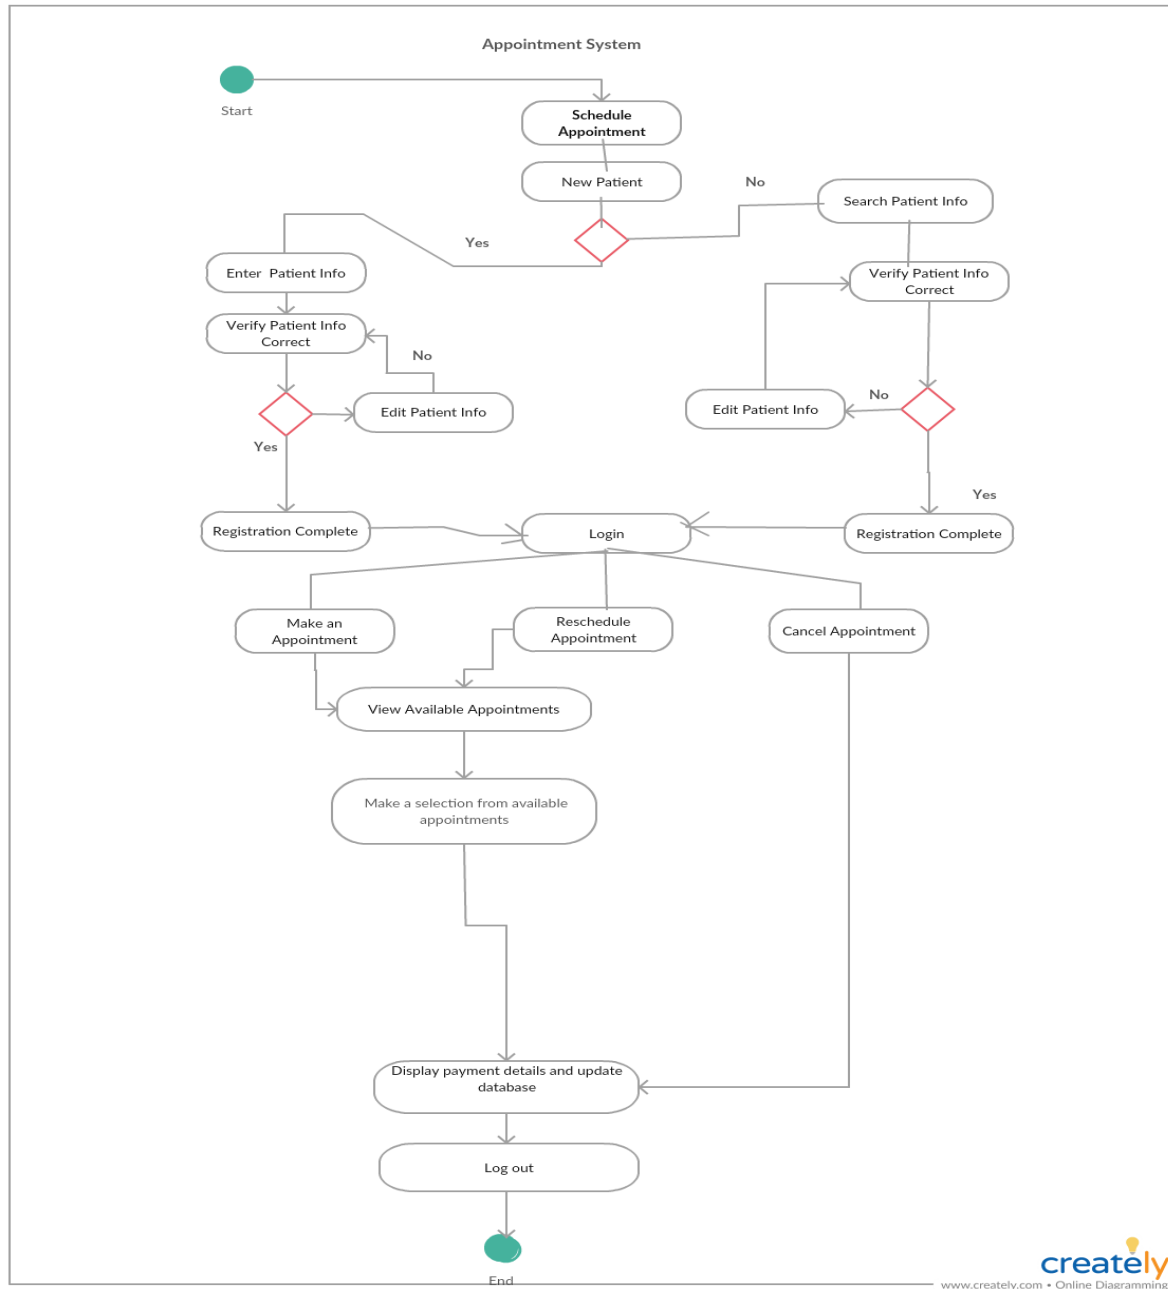 Appointment System
Start
Schedule
Appointment
New Patient
No
Search Patient Info
Yes
Enter Patient Info
Verify Patient Info
Correct
Verify Patient Info
Correct
No
Edit Patient Info
Edit Patient Info
No
Yes
Yes
Registration Complete
Login
Registration Complete
Make an
Appointment
Reschedule
Appointment
Cancel Appointment
View Available Appointments
Make a selection from available
appointments
Display payment details and update
database
Log out
End
creately
www.creately.com • Online Diagramming